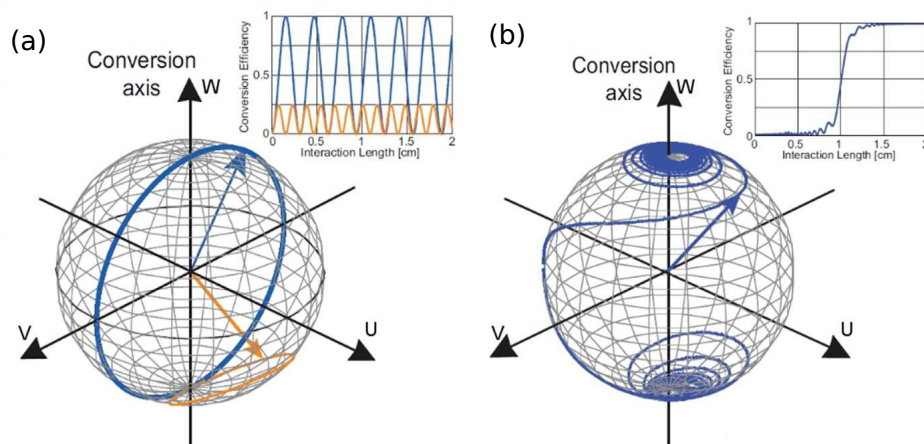 (a)
Conversion
axis
W
V
U
Conversion Efficiency
1
0.5
0
0
0.5
1
1.5
2
Interaction Length [cm]
(b)
Conversion
axis
W
V
U
Conversion Efficiency
1
0.5
0
0
0.5
1
1.5
2
Interaction Length [cm]